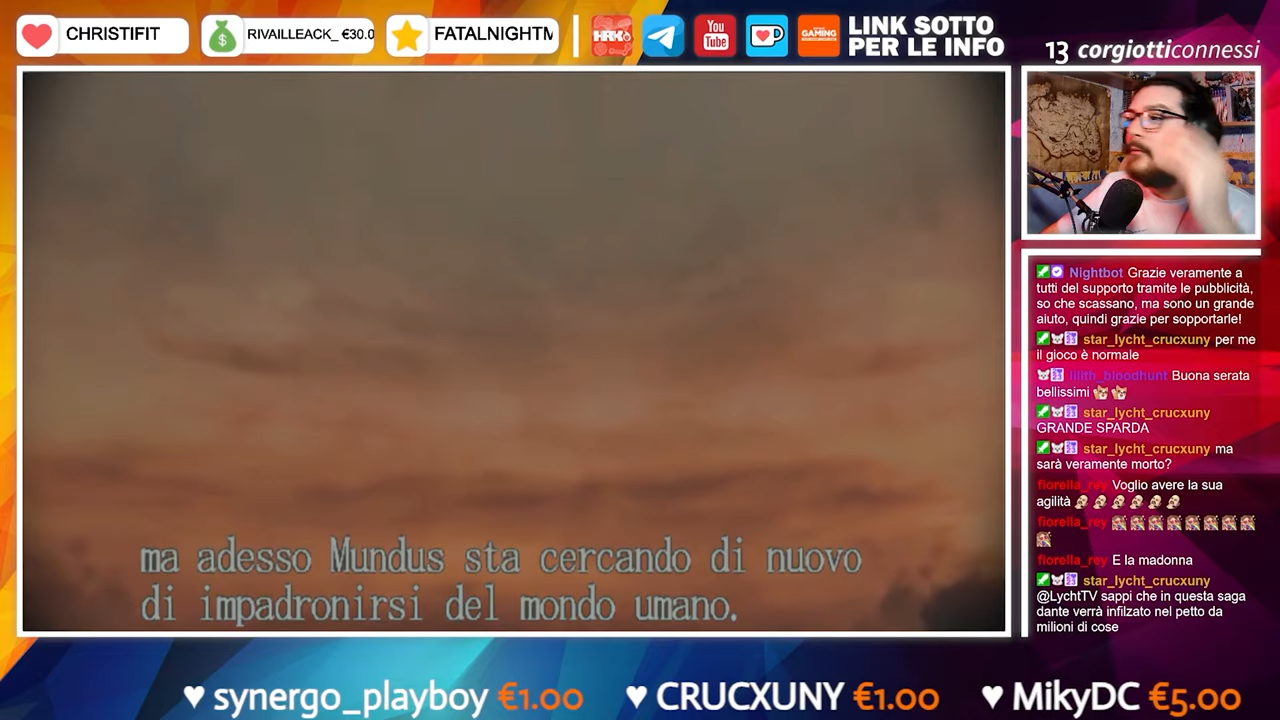 CHRISTIFIT
RIVAILLEACK_ €30.0
FATALNIGHTM
HRK
You
Tube
GAMING
LINK SOTTO
PER LE INFO
13 corgiotticonnessi
Nightbot Grazie veramente a
tutti del supporto tramite le pubblicità,
so che scassano, ma sono un grande
aiuto, quindi grazie per sopportarle!
star_lycht_crucxuny per me
il gioco è normale
lilith_bloodhunt Buona serata
bellissimi
star_lycht_crucxuny
GRANDE SPARDA
star_lycht_crucxuny ma
sarà veramente morto?
fiorella_rey Voglio avere la sua
agilità
fiorella_rey
fiorella_rey E la madonna
star_lycht_crucxuny
@LychtTV sappi che in questa saga
dante verrà infilzato nel petto da
milioni di cose
ma adesso Mundus sta cercando di nuovo
di impadronirsi del mondo umano.
♥ synergo_playboy €1.00 ♥ CRUCXUNY €1.00 ♥ MikyDC €5.00